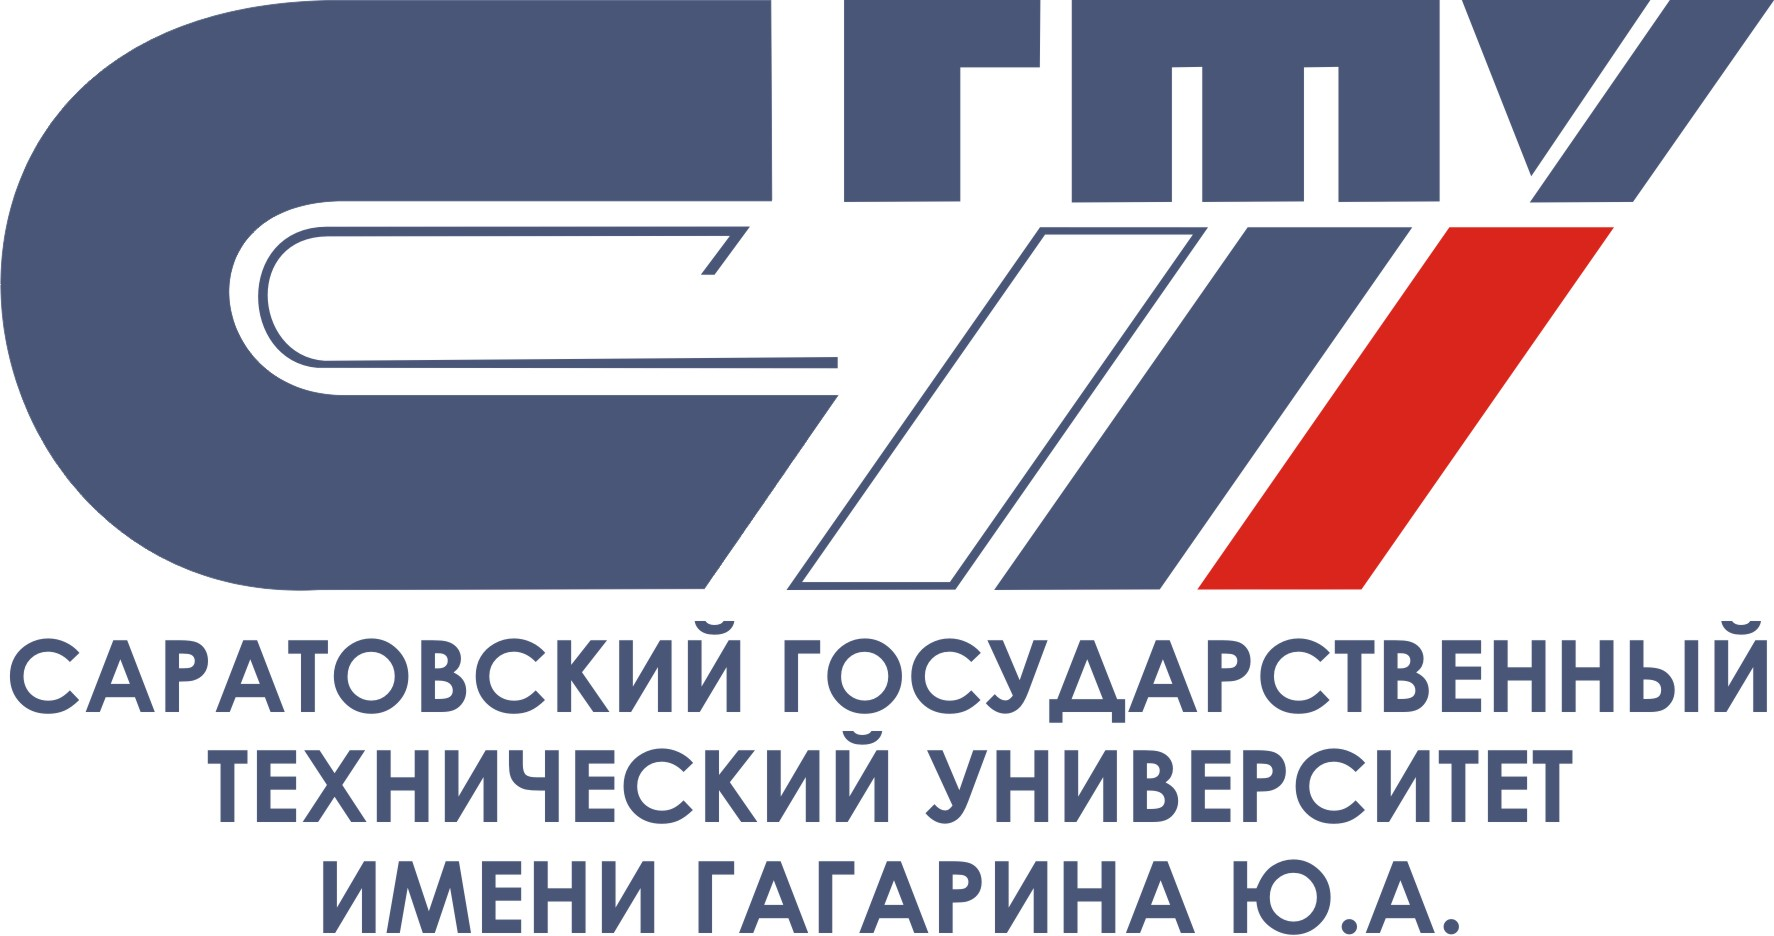 СГТУ
САРАТОВСКИЙ ГОСУДАРСТВЕННЫЙ
ТЕХНИЧЕСКИЙ УНИВЕРСИТЕТ
ИМЕНИ ГАГАРИНА Ю.А.